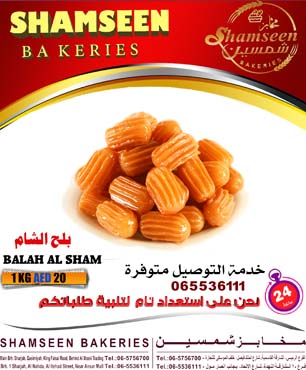 SHAMSEEN
BAKERIES
مخابز
Shamseen
شمسين
BAKERIES
بلح الشام
BALAH AL SHAM
1 KG AED 20
خدمة التوصيل متوفرة
065536111
24
نحن على استعداد تام لتلبية طلباتكم
SHAMSEEN BAKERIES
مخابز شمسين
Tel.:06-5756700
Tel.:06-5536111